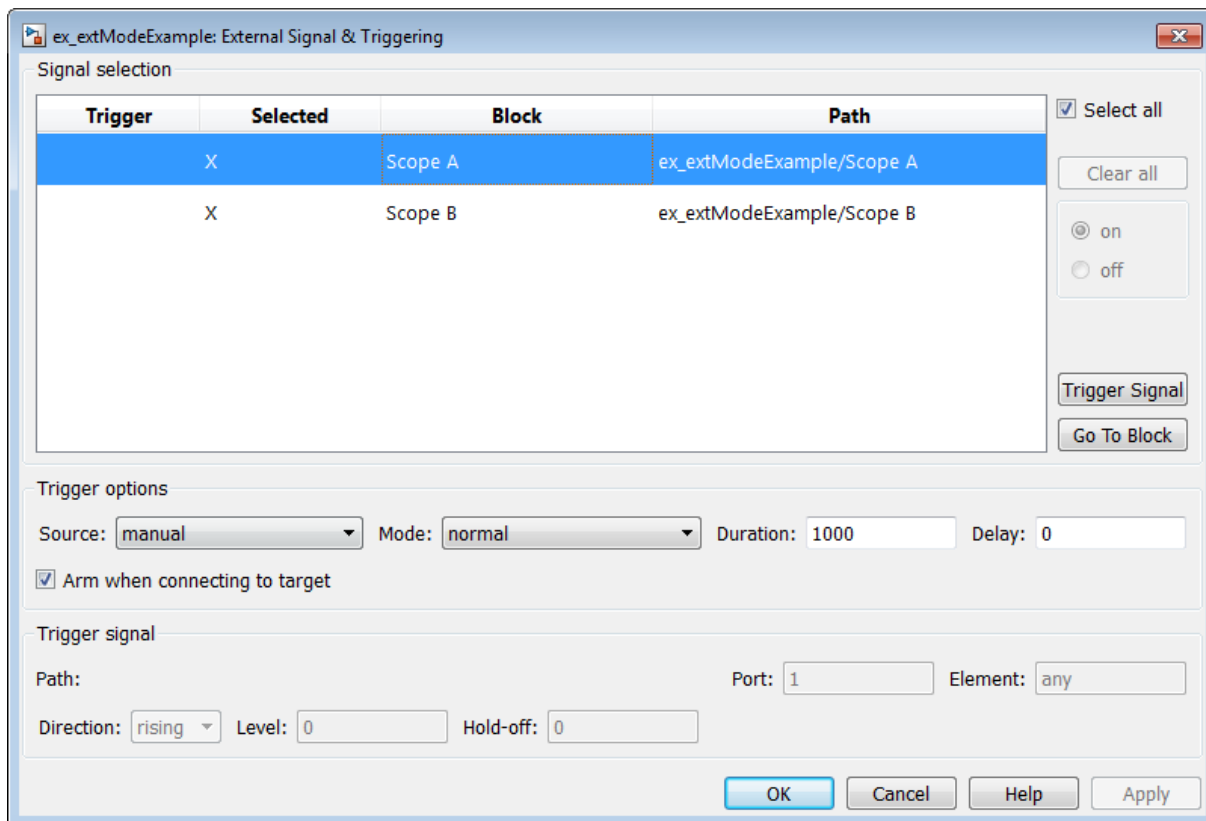 ex_extModeExample: External Signal & Triggering
Signal selection
Trigger Selected Block Path
X Scope A ex_extModeExample/Scope A
X Scope B ex_extModeExample/Scope B
Select all
Clear all
on
off
Trigger Signal
Go To Block
Trigger options
Source: manual Mode: normal Duration: 1000 Delay: 0
Arm when connecting to target
Trigger signal
Path: Port: 1 Element: any
Direction: rising Level: 0 Hold-off: 0
OK Cancel Help Apply